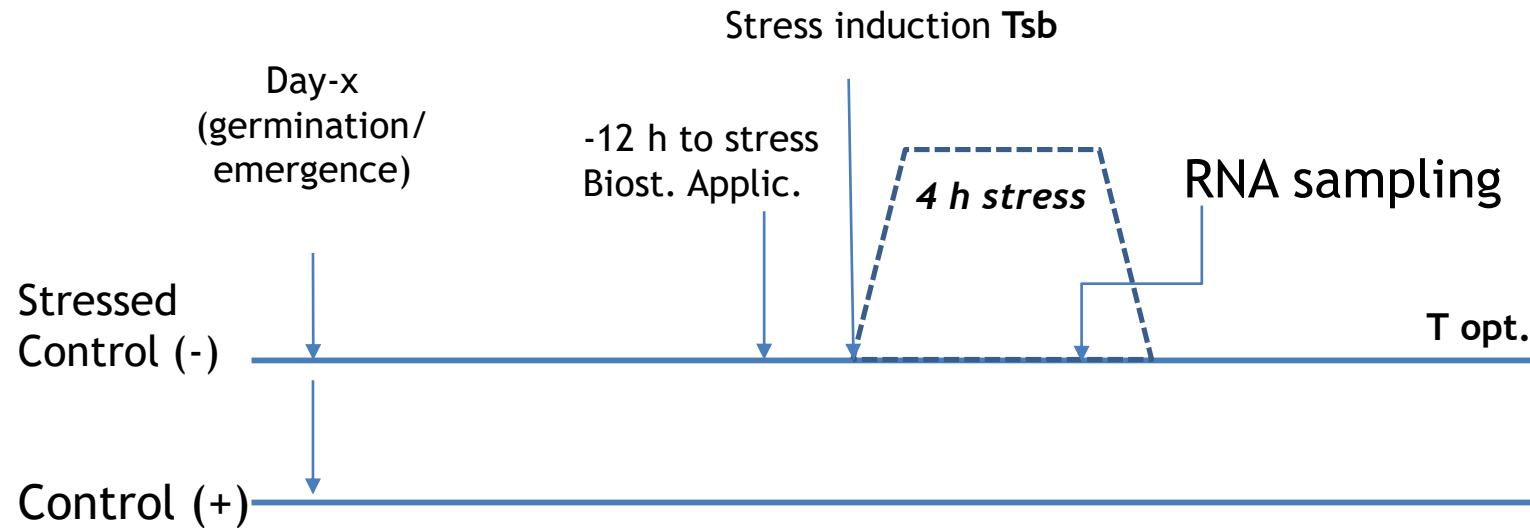 Stress induction Tsb
Day-x
(germination/
emergence)
-12 h to stress
Biost. Applic.
4 h stress
RNA sampling
Stressed
Control (-)
T opt.
Control (+)